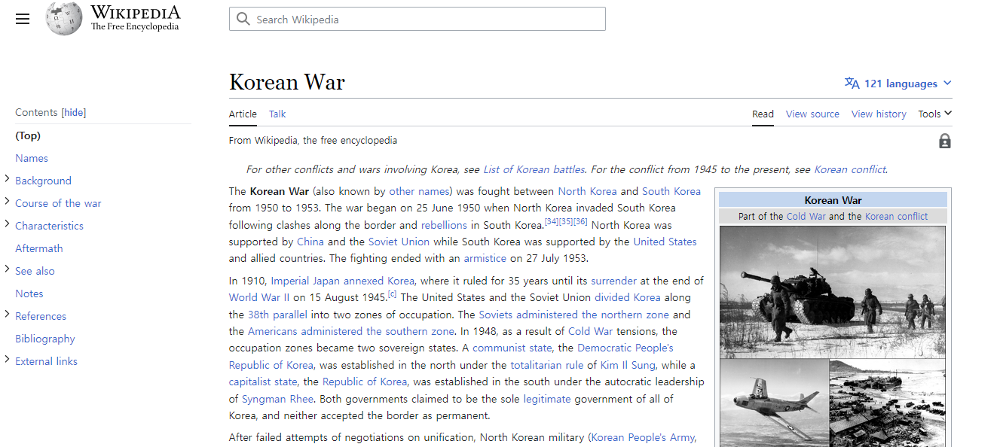 WIKIPEDIA
The Free Encyclopedia
Search Wikipedia
Korean War
121 languages
Contents [hide]
Article Talk
Read View source View history Tools
(Top)
From Wikipedia, the free encyclopedia
Names
Background
Course of the war
Characteristics
Aftermath
See also
Notes
References
Bibliography
External links
For other conflicts and wars involving Korea, see List of Korean battles. For the conflict from 1945 to the present, see Korean conflict.
The Korean War (also known by other names) was fought between North Korea and South Korea
from 1950 to 1953. The war began on 25 June 1950 when North Korea invaded South Korea
following clashes along the border and rebellions in South Korea.[34][35][36] North Korea was
supported by China and the Soviet Union while South Korea was supported by the United States
and allied countries. The fighting ended with an armistice on 27 July 1953.
In 1910, Imperial Japan annexed Korea, where it ruled for 35 years until its surrender at the end of
World War II on 15 August 1945.[c] The United States and the Soviet Union divided Korea along
the 38th parallel into two zones of occupation. The Soviets administered the northern zone and
the Americans administered the southern zone. In 1948, as a result of Cold War tensions, the
occupation zones became two sovereign states. A communist state, the Democratic People's
Republic of Korea, was established in the north under the totalitarian rule of Kim Il Sung, while a
capitalist state, the Republic of Korea, was established in the south under the autocratic leadership
of Syngman Rhee. Both governments claimed to be the sole legitimate government of all of
Korea, and neither accepted the border as permanent.
After failed attempts of negotiations on unification, North Korean military (Korean People's Army,
Korean War
Part of the Cold War and the Korean conflict